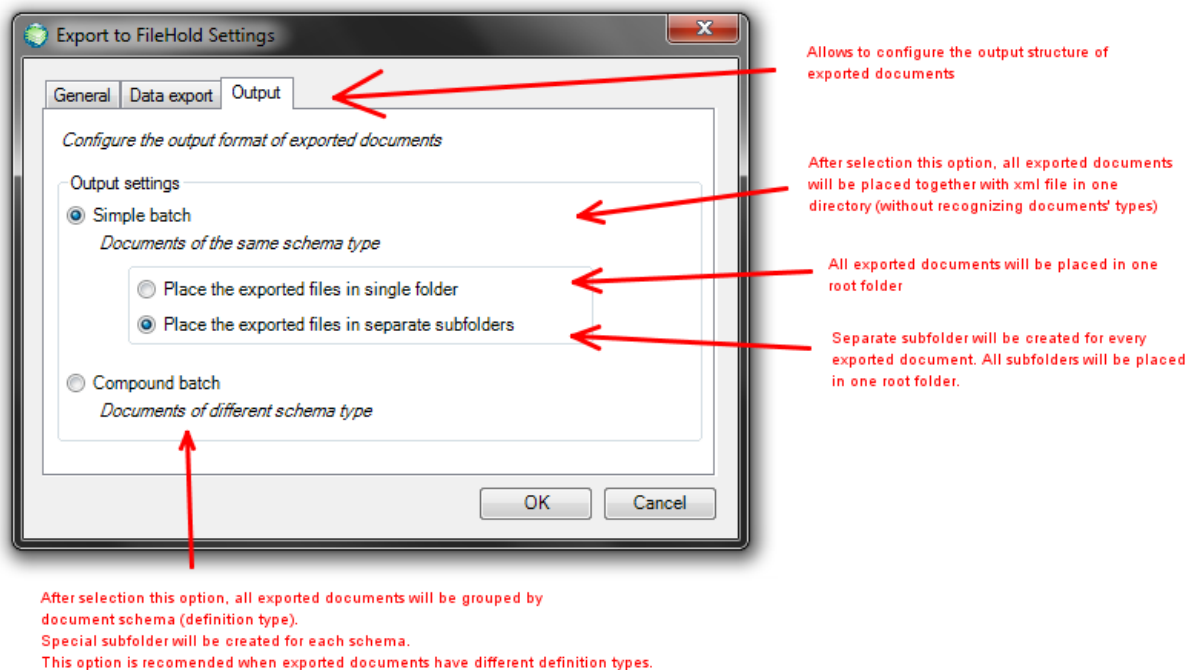 Export to FileHold Settings
Allows to configure the output structure of
exported documents
General Data export Output
Configure the output format of exported documents
Output settings
After selection this option, all exported documents
will be placed together with xml file in one
directory (without recognizing documents' types)
Simple batch
Documents of the same schema type
All exported documents will be placed in one
root folder
Place the exported files in single folder
Place the exported files in separate subfolders
Separate subfolder will be created for every
exported document. All subfolders will be placed
in one root folder.
Compound batch
Documents of different schema type
OK Cancel
After selection this option, all exported documents will be grouped by
document schema (definition type).
Special subfolder will be created for each schema.
This option is recomended when exported documents have different definition types.